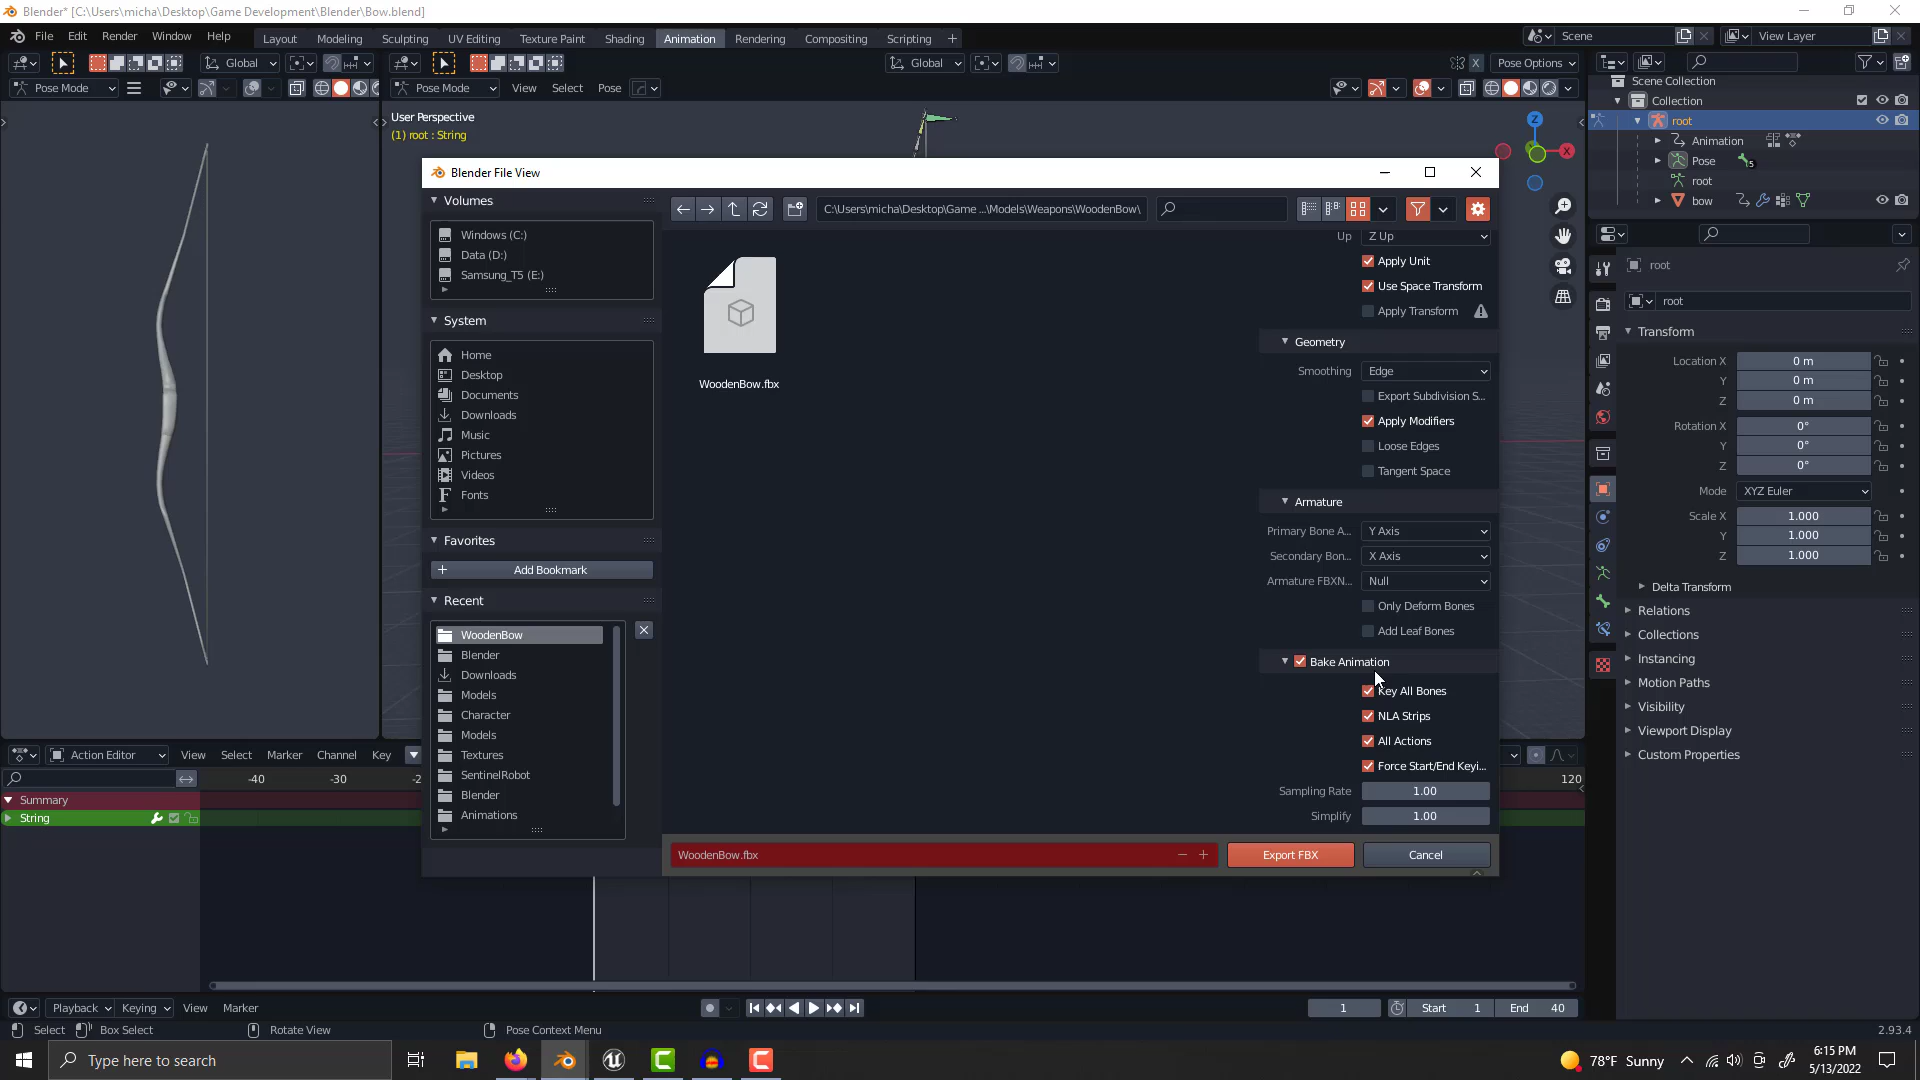 Blender* [C:\Users\micha\Desktop\Game Development\Blender\Bow.blend]
File Edit Render Window Help
Layout Modeling Sculpting UV Editing Texture Paint Shading Animation Rendering Compositing Scripting +
Scene
View Layer
Global
Global
X Pose Options
Pose Mode
Pose Mode View Select Pose
User Perspective
(1) root : String
Z
X
Scene Collection
Collection
root
Animation
Pose 5
root
bow
Blender File View
Volumes
Windows (C:)
Data (D:)
Samsung_T5 (E:)
System
Home
Desktop
Documents
Downloads
Music
Pictures
Videos
Fonts
Favorites
Add Bookmark
Recent
WoodenBow
Blender
Downloads
Models
Character
Models
Textures
SentinelRobot
Blender
Animations
C:\Users\micha\Desktop\Game ...\Models\Weapons\WoodenBow\
WoodenBow.fbx
Up Z Up
Apply Unit
Use Space Transform
Apply Transform
Geometry
Smoothing Edge
Export Subdivision S...
Apply Modifiers
Loose Edges
Tangent Space
Armature
Primary Bone A... Y Axis
Secondary Bon... X Axis
Armature FBXN... Null
Only Deform Bones
Add Leaf Bones
Bake Animation
Key All Bones
NLA Strips
All Actions
Force Start/End Keyi...
Sampling Rate 1.00
Simplify 1.00
WoodenBow.fbx
Export FBX
Cancel
root
root
Transform
Location X 0 m
Y 0 m
Z 0 m
Rotation X 0°
Y 0°
Z 0°
Mode XYZ Euler
Scale X 1.000
Y 1.000
Z 1.000
Delta Transform
Relations
Collections
Instancing
Motion Paths
Visibility
Viewport Display
Custom Properties
Action Editor View Select Marker Channel Key
-40 -30 -2 120
Summary
String
Playback Keying View Marker
1 Start 1 End 40
Select Box Select Rotate View Pose Context Menu
2.93.4
Type here to search
78°F Sunny
6:15 PM
5/13/2022